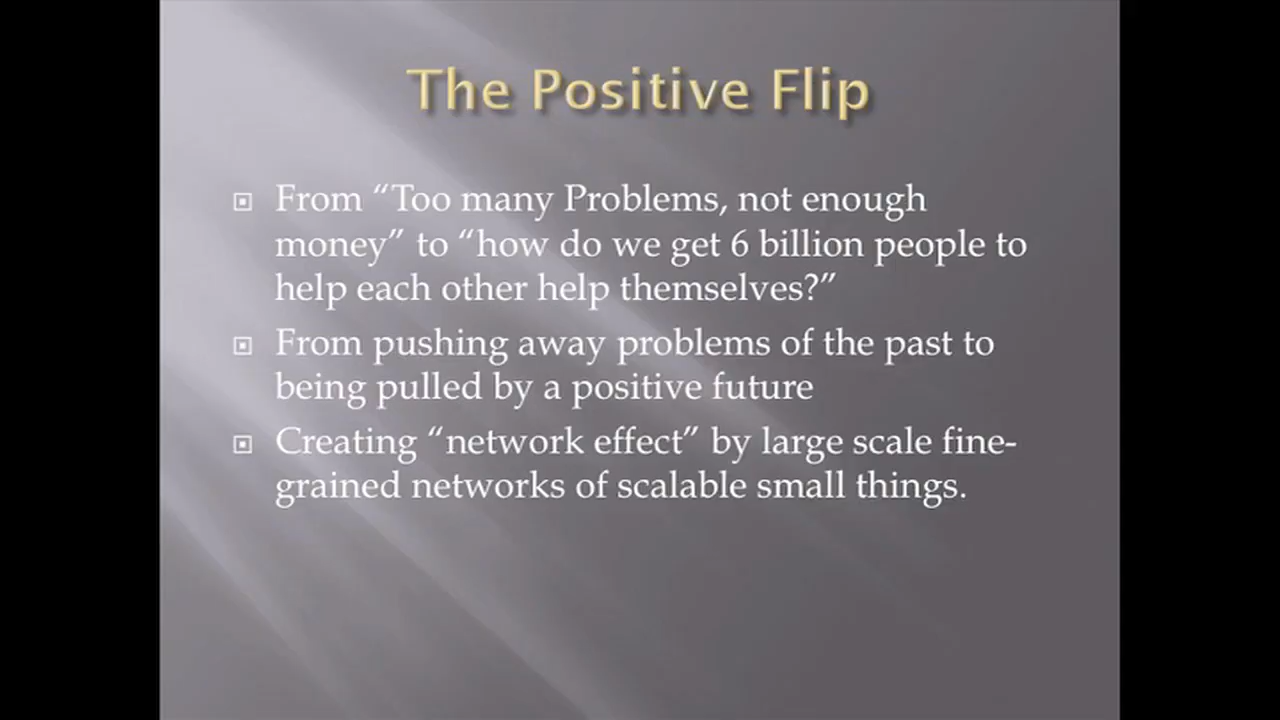 The Positive Flip
From “Too many Problems, not enough
money” to “how do we get 6 billion people to
help each other help themselves?”
From pushing away problems of the past to
being pulled by a positive future
Creating “network effect” by large scale fine-
grained networks of scalable small things.